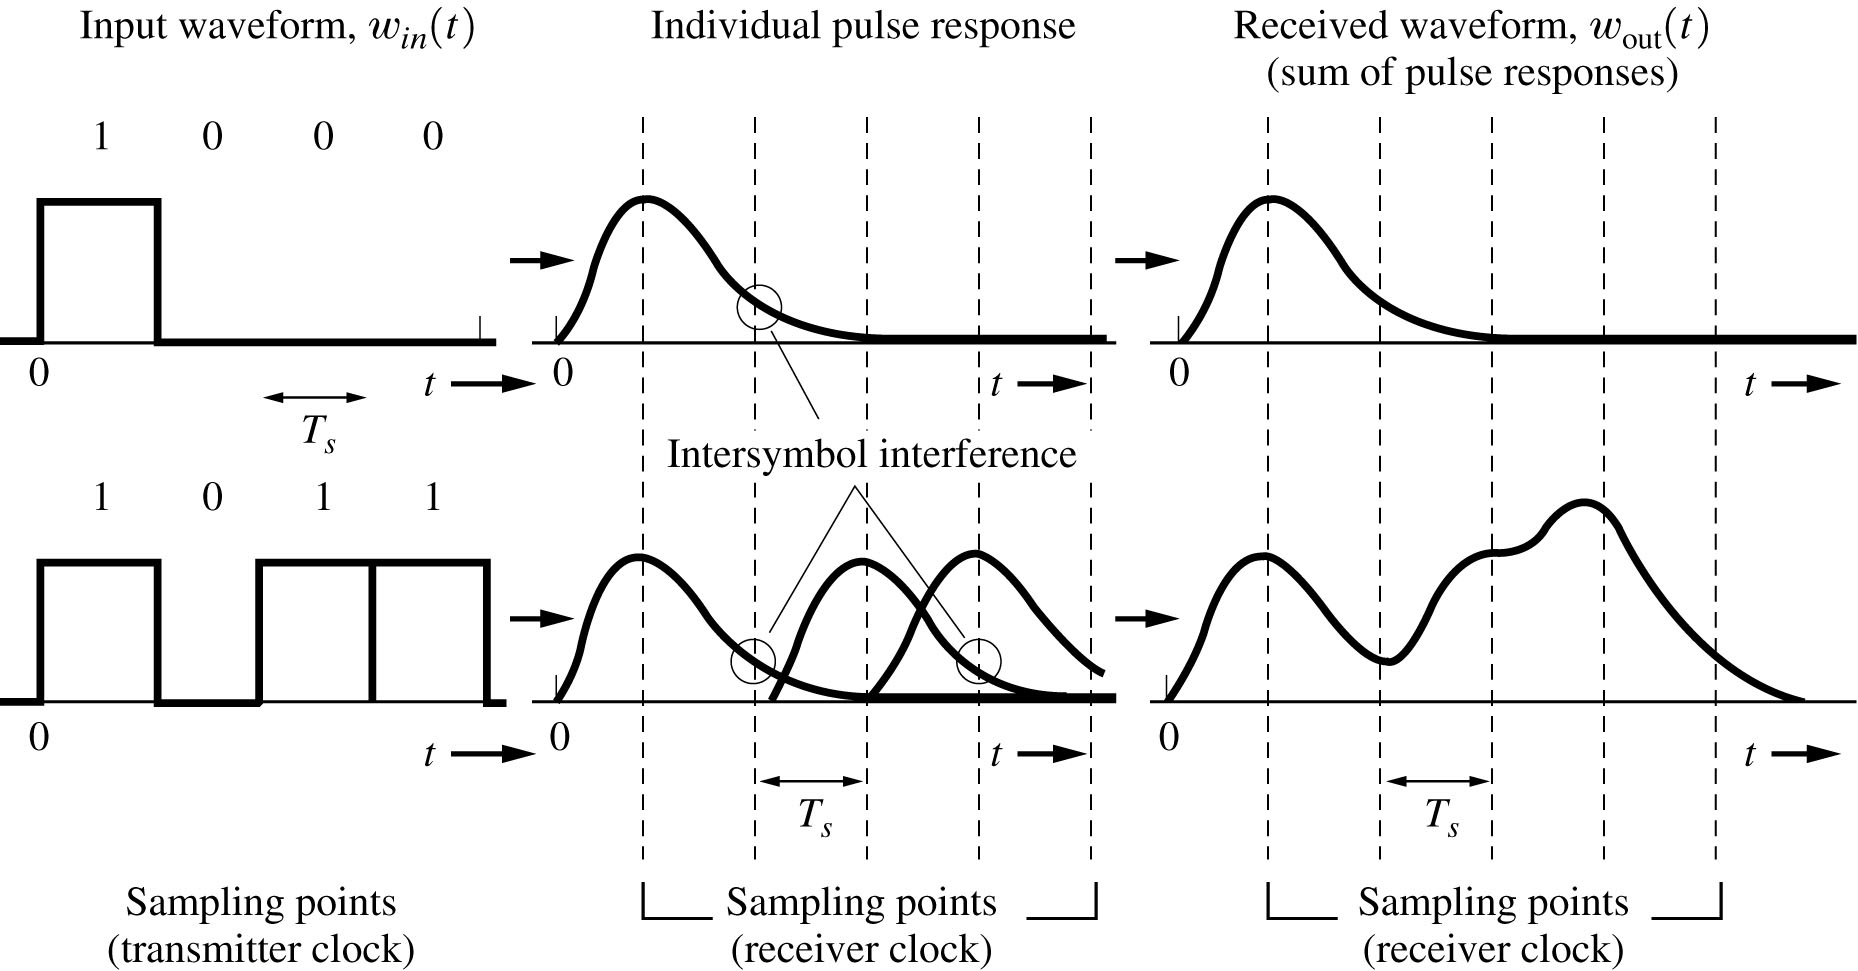 Input waveform, w_in(t)
Individual pulse response
Received waveform, w_out(t)
(sum of pulse responses)
1 0 0 0
0
t
0
t
0
t
T_s
Intersymbol interference
1 0 1 1
0
t
0
t
0
t
T_s
T_s
Sampling points
(transmitter clock)
Sampling points
(receiver clock)
Sampling points
(receiver clock)